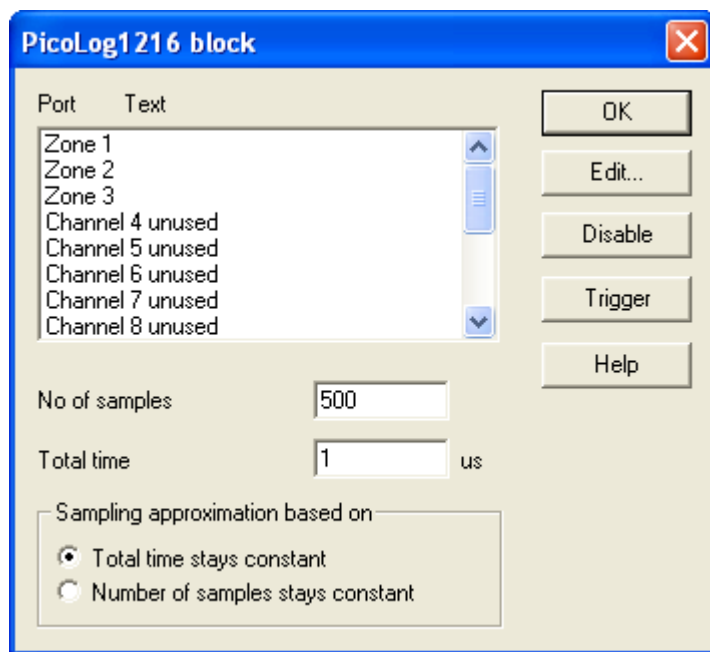 PicoLog1216 block
Port Text
Zone 1
Zone 2
Zone 3
Channel 4 unused
Channel 5 unused
Channel 6 unused
Channel 7 unused
Channel 8 unused
OK
Edit...
Disable
Trigger
Help
No of samples 500
Total time 1 us
Sampling approximation based on
Total time stays constant
Number of samples stays constant